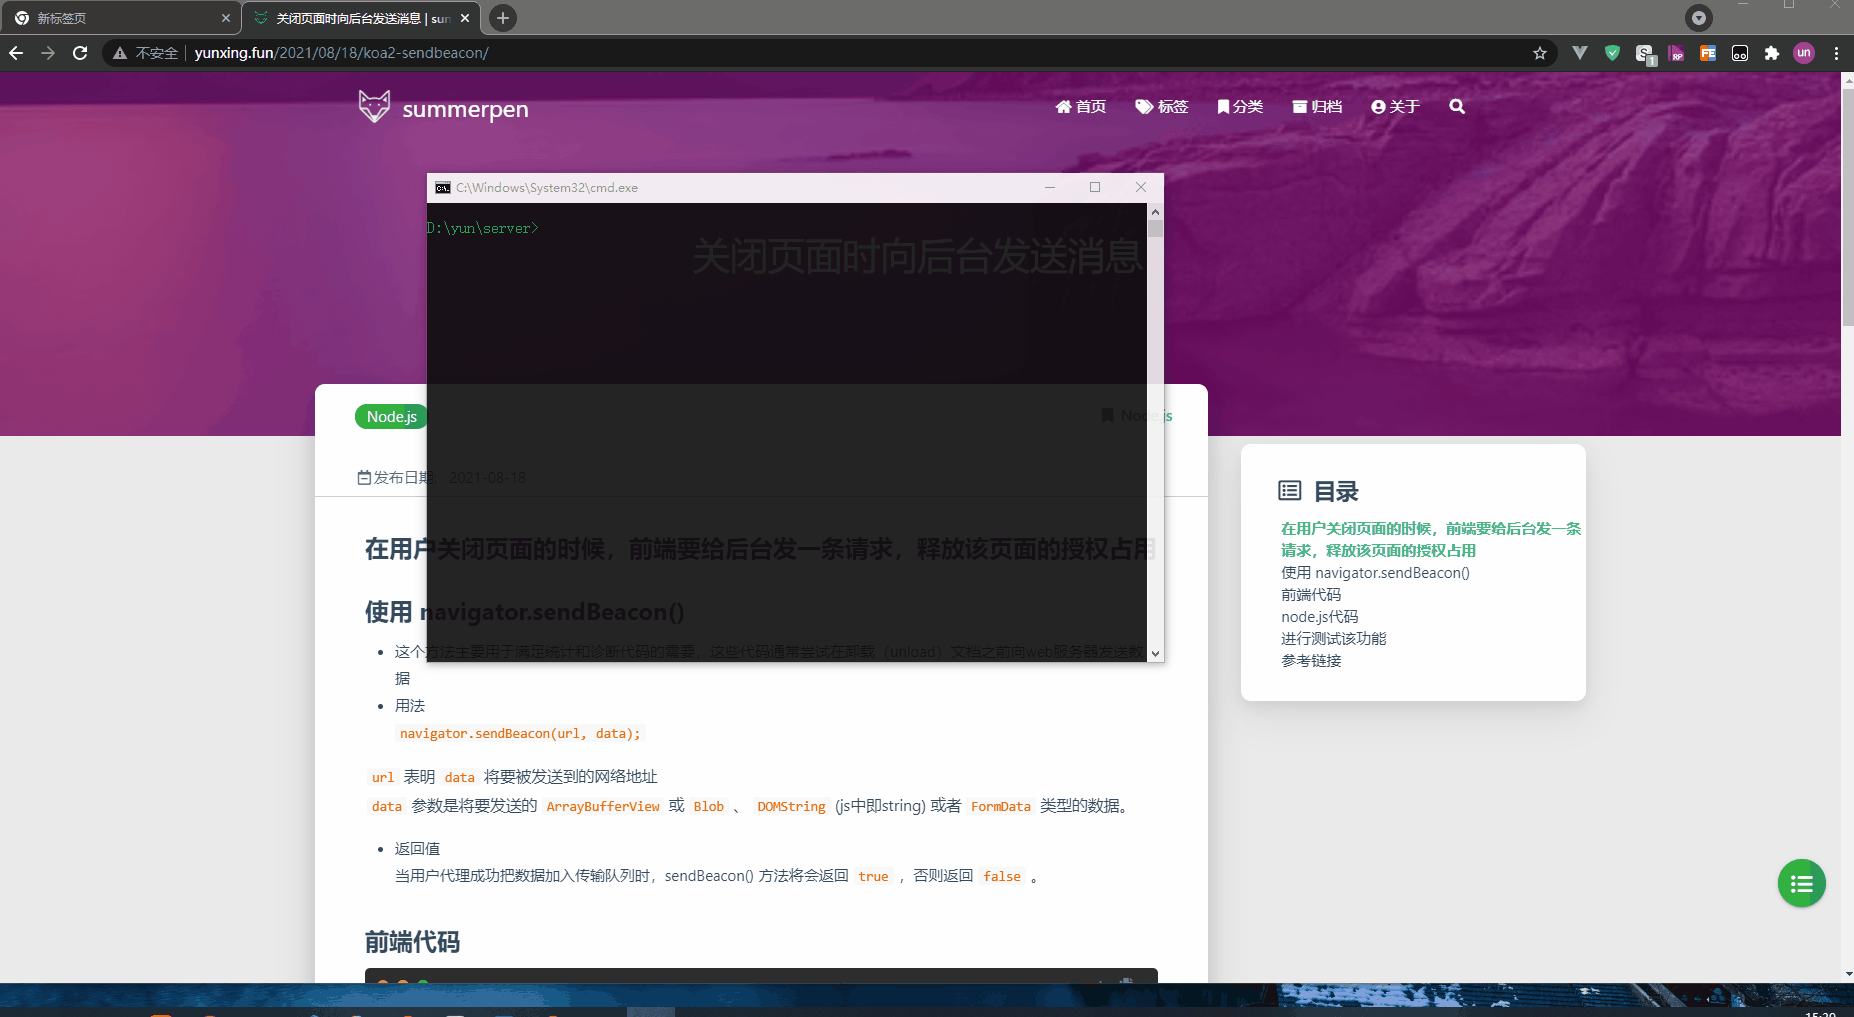 新标签页
关闭页面时向后台发送消息 | sun
不安全 | yunxing.fun/2021/08/18/koa2-sendbeacon/
S 1
RP
FE
un
summerpen
首页 标签 分类 归档 关于
C:\Windows\System32\cmd.exe
D:\yun\server>
关闭页面时向后台发送消息
Node.js
Node.js
发布日期: 2021-08-18
在用户关闭页面的时候，前端要给后台发一条请求，释放该页面的授权占用
使用 navigator.sendBeacon()
这个方法主要用于满足统计和诊断代码的需要，这些代码通常尝试在卸载（unload）文档之前向web服务器发送数
据
用法
navigator.sendBeacon(url, data);
url 表明 data 将要被发送到的网络地址
data 参数是将要发送的 ArrayBufferView 或 Blob 、 DOMString (js中即string) 或者 FormData 类型的数据。
返回值
当用户代理成功把数据加入传输队列时，sendBeacon() 方法将会返回 true ，否则返回 false 。
前端代码
目录
在用户关闭页面的时候，前端要给后台发一条
请求，释放该页面的授权占用
使用 navigator.sendBeacon()
前端代码
node.js代码
进行测试该功能
参考链接